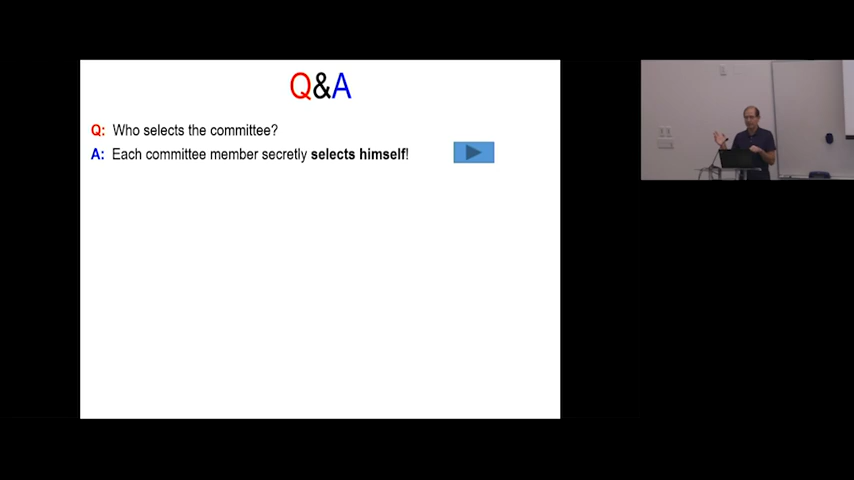 Q&A
Q: Who selects the committee?
A: Each committee member secretly selects himself!